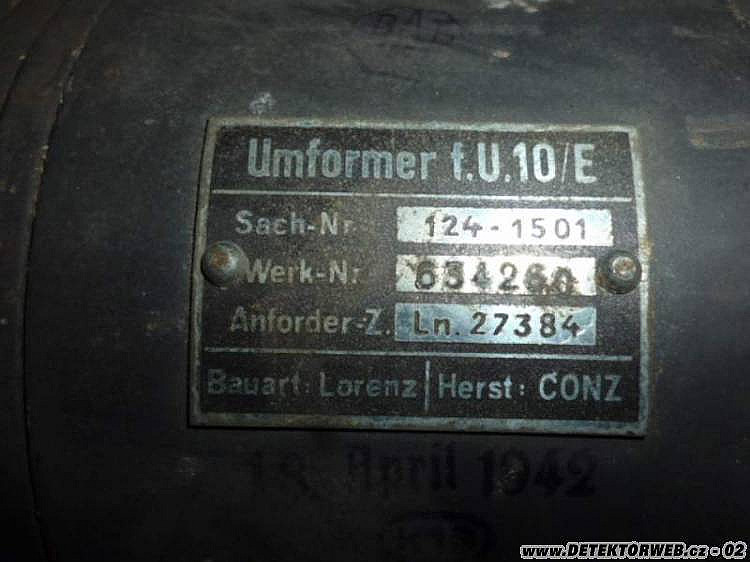 Umformer f.U.10/E
Sach-Nr. 124-1501
Werk-Nr.
Anforder-Z. Ln. 27384
Bauart: Lorenz Herst: CONZ
April 1942
www.DETEKTORWEB.cz - 02